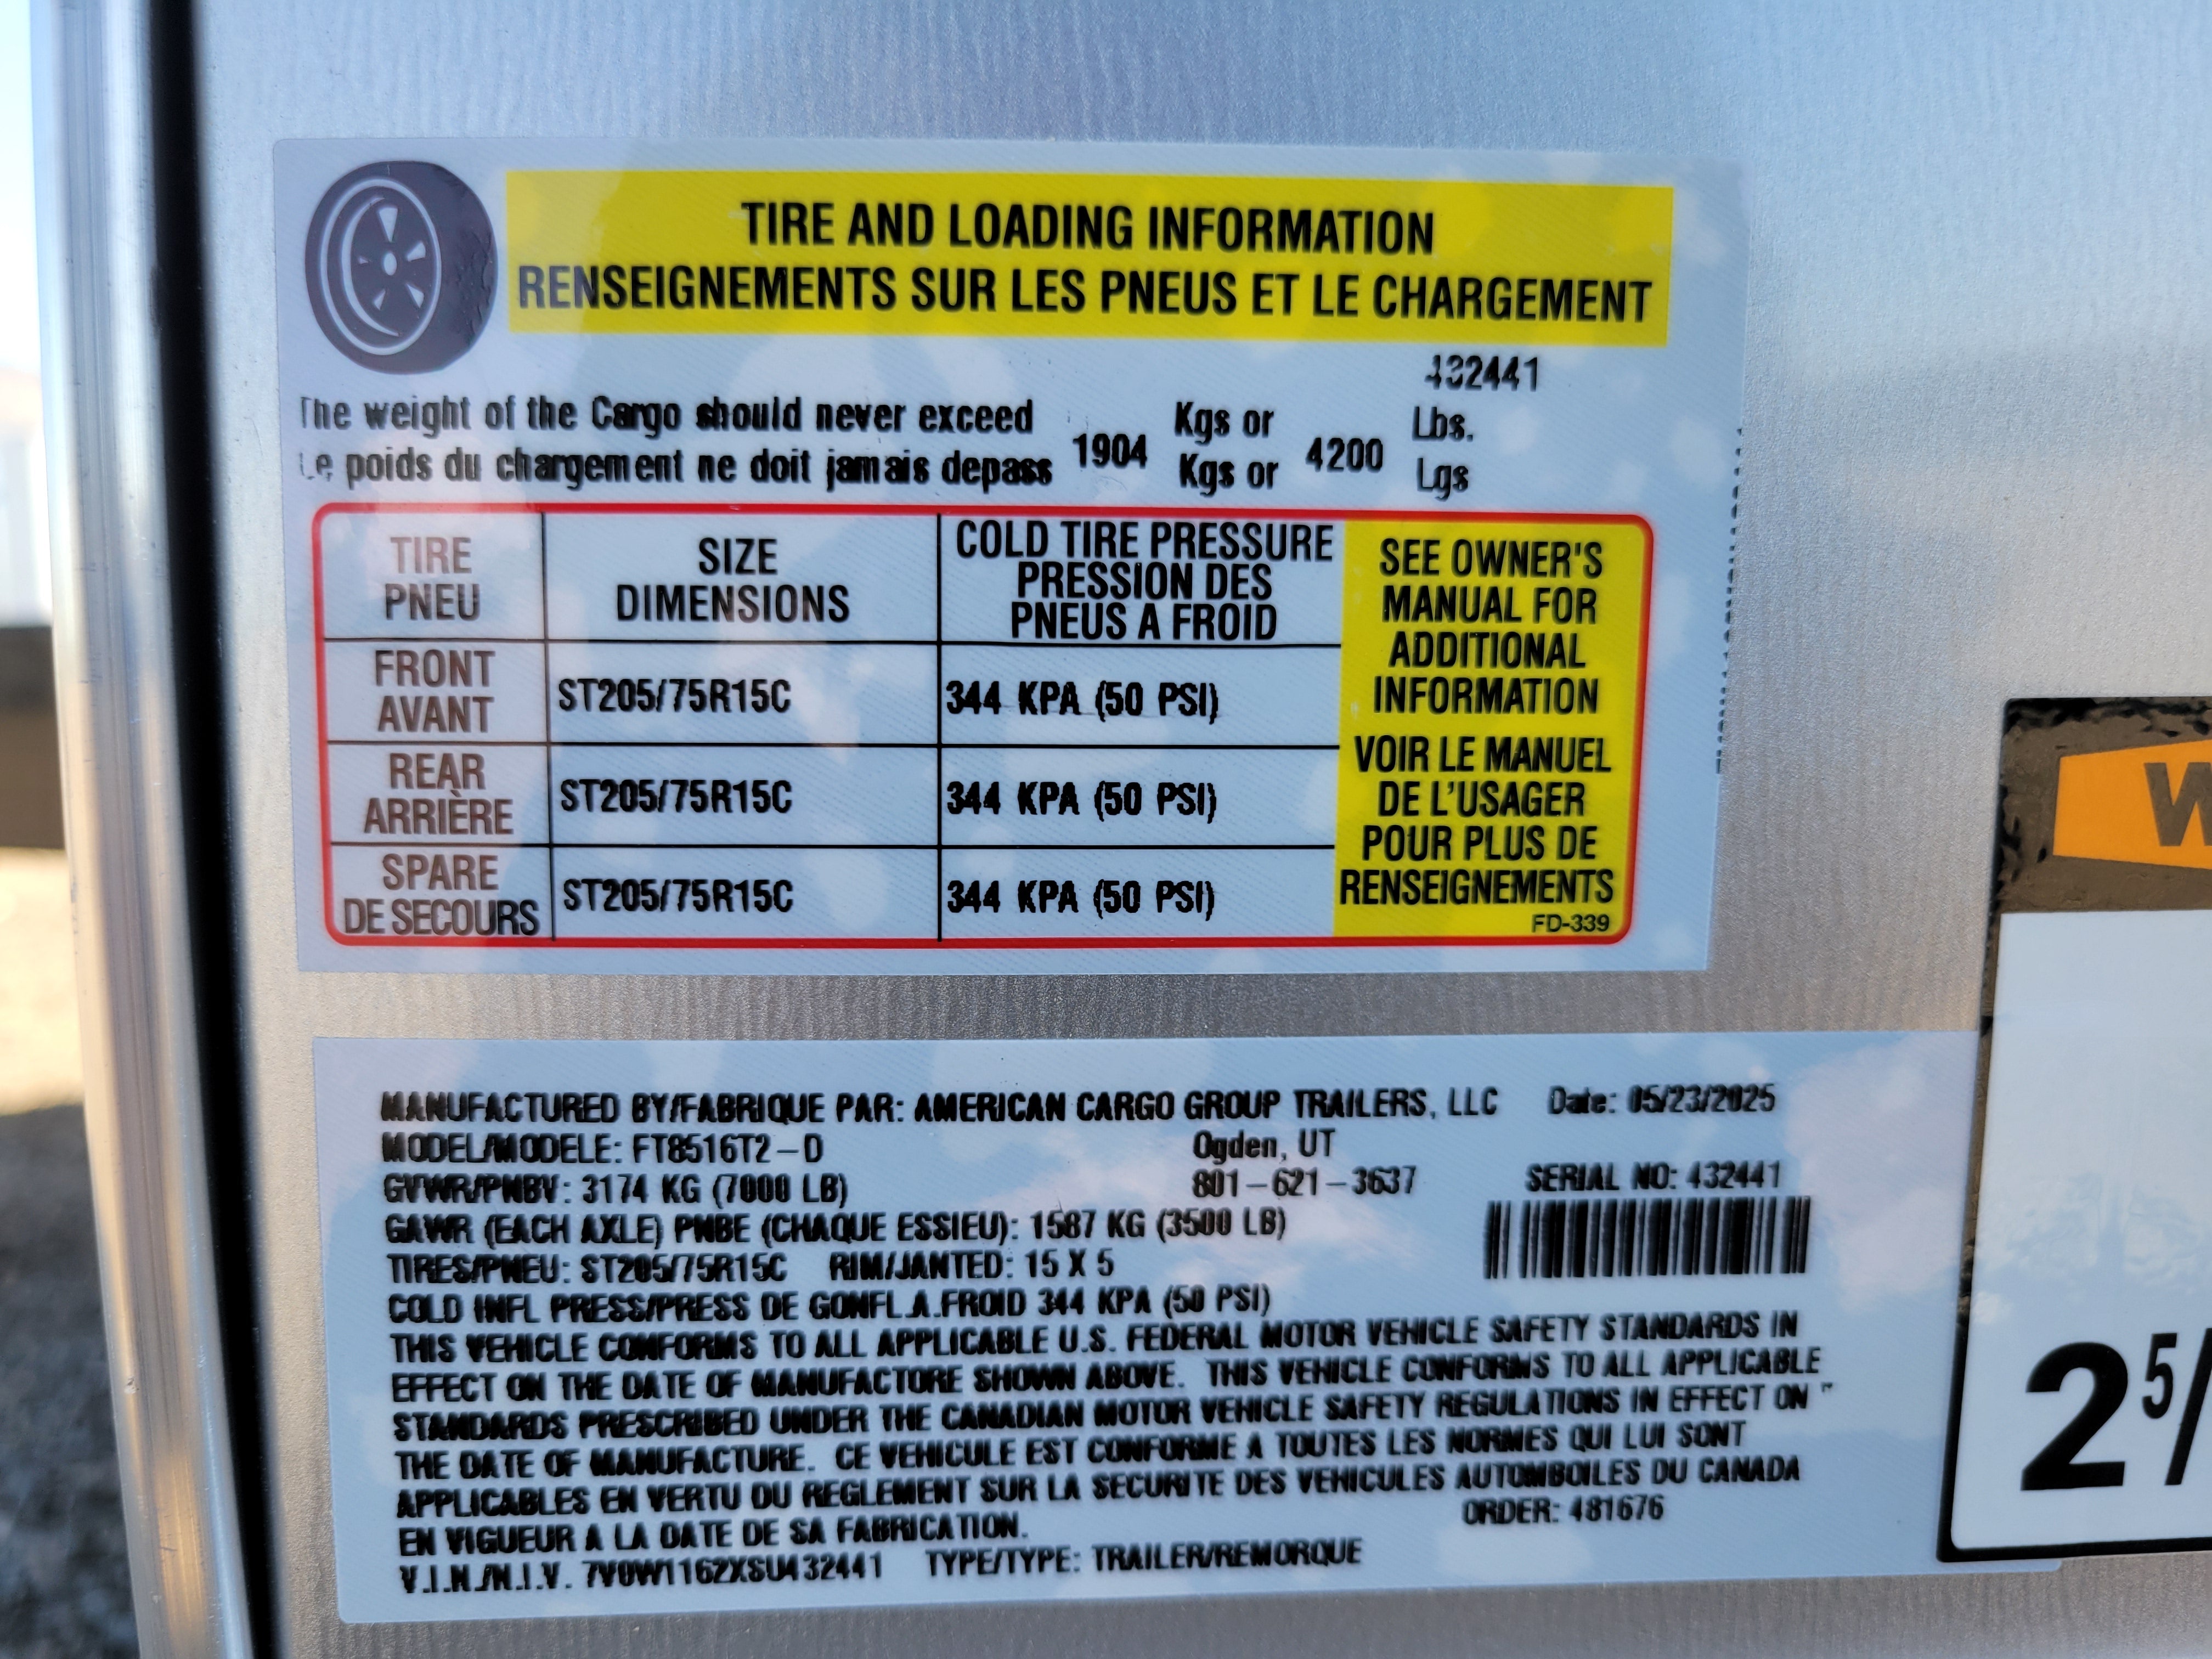 TIRE AND LOADING INFORMATION
RENSEIGNEMENTS SUR LES PNEUS ET LE CHARGEMENT
432441
The weight of the Cargo should never exceed 1904 Kgs or 4200 Lbs.
Le poids du chargement ne doit jamais depass Kgs or Lgs
TIRE PNEU SIZE DIMENSIONS COLD TIRE PRESSURE PRESSION DES PNEUS A FROID
FRONT AVANT ST205/75R15C 344 KPA (50 PSI)
REAR ARRIÈRE ST205/75R15C 344 KPA (50 PSI)
SPARE DE SECOURS ST205/75R15C 344 KPA (50 PSI)
SEE OWNER'S
MANUAL FOR
ADDITIONAL
INFORMATION
VOIR LE MANUEL
DE L'USAGER
POUR PLUS DE
RENSEIGNEMENTS
FD-339
MANUFACTURED BY/FABRIQUE PAR: AMERICAN CARGO GROUP TRAILERS, LLC Date: 05/23/2025
MODEL/MODELE: FT8516T2-D Ogden, UT
GVWR/PNBV: 3174 KG (7000 LB) 801-621-3637 SERIAL NO: 432441
GAWR (EACH AXLE) PNBE (CHAQUE ESSIEU): 1587 KG (3500 LB)
TIRES/PNEU: ST205/75R15C RIM/JANTED: 15 X 5
COLD INFL PRESS/PRESS DE GONFL.A.FROID 344 KPA (50 PSI)
THIS VEHICLE CONFORMS TO ALL APPLICABLE U.S. FEDERAL MOTOR VEHICLE SAFETY STANDARDS IN
EFFECT ON THE DATE OF MANUFACTORE SHOWN ABOVE. THIS VEHICLE CONFORMS TO ALL APPLICABLE
STANDARDS PRESCRIBED UNDER THE CANADIAN MOTOR VEHICLE SAFETY REGULATIONS IN EFFECT ON "
THE DATE OF MANUFACTURE. CE VEHICULE EST CONFORME A TOUTES LES NORMES QUI LUI SONT
APPLICABLES EN VERTU DU REGLEMENT SUR LA SECURITE DES VEHICULES AUTOMBOILES DU CANADA
EN VIGUEUR A LA DATE DE SA FABRICATION. ORDER: 481676
V.I.N./N.I.V. 7V0W1162XSU432441 TYPE/TYPE: TRAILER/REMORQUE
W
2 5/